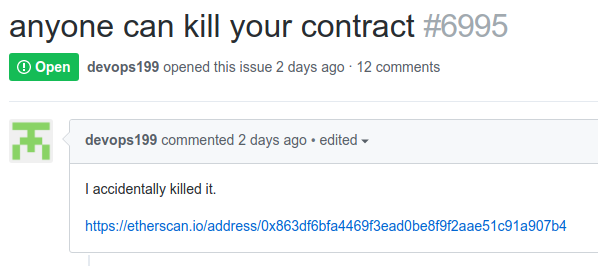 anyone can kill your contract #6995
Open devops199 opened this issue 2 days ago · 12 comments
devops199 commented 2 days ago • edited
I accidentally killed it.
https://etherscan.io/address/0x863df6bfa4469f3ead0be8f9f2aae51c91a907b4